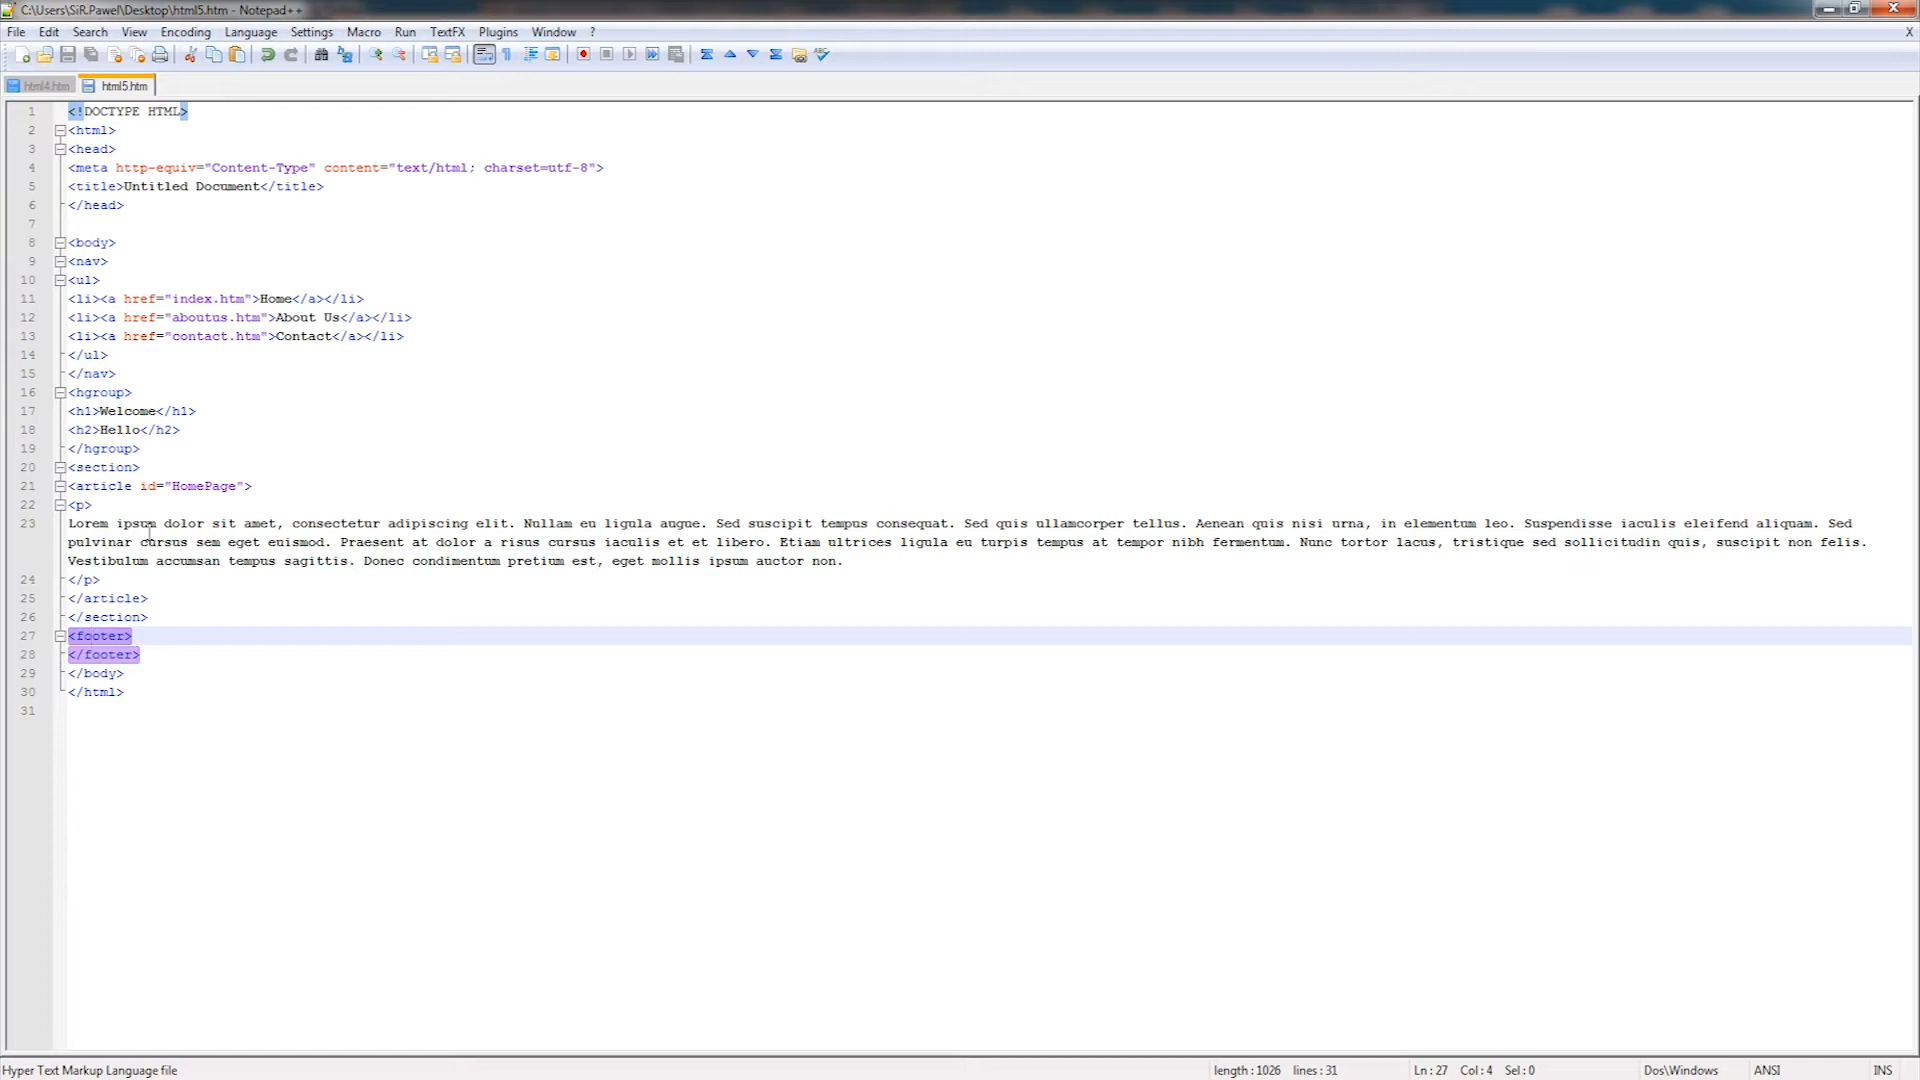 C:\Users\SiR.Pawel\Desktop\html5.htm - Notepad++
File Edit Search View Encoding Language Settings Macro Run TextFX Plugins Window ? X
html4.htm html5.htm
1 <!DOCTYPE HTML>
2 <html>
3 <head>
4 <meta http-equiv="Content-Type" content="text/html; charset=utf-8">
5 <title>Untitled Document</title>
6 </head>
7
8 <body>
9 <nav>
10 <ul>
11 <li><a href="index.htm">Home</a></li>
12 <li><a href="aboutus.htm">About Us</a></li>
13 <li><a href="contact.htm">Contact</a></li>
14 </ul>
15 </nav>
16 <hgroup>
17 <h1>Welcome</h1>
18 <h2>Hello</h2>
19 </hgroup>
20 <section>
21 <article id="HomePage">
22 <p>
23 Lorem ipsum dolor sit amet, consectetur adipiscing elit. Nullam eu ligula augue. Sed suscipit tempus consequat. Sed quis ullamcorper tellus. Aenean quis nisi urna, in elementum leo. Suspendisse iaculis eleifend aliquam. Sed
pulvinar cursus sem eget euismod. Praesent at dolor a risus cursus iaculis et et libero. Etiam ultrices ligula eu turpis tempus at tempor nibh fermentum. Nunc tortor lacus, tristique sed sollicitudin quis, suscipit non felis.
Vestibulum accumsan tempus sagittis. Donec condimentum pretium est, eget mollis ipsum auctor non.
24 </p>
25 </article>
26 </section>
27 <footer>
28 </footer>
29 </body>
30 </html>
31
Hyper Text Markup Language file length : 1026 lines : 31 Ln : 27 Col : 4 Sel : 0 Dos\Windows ANSI INS